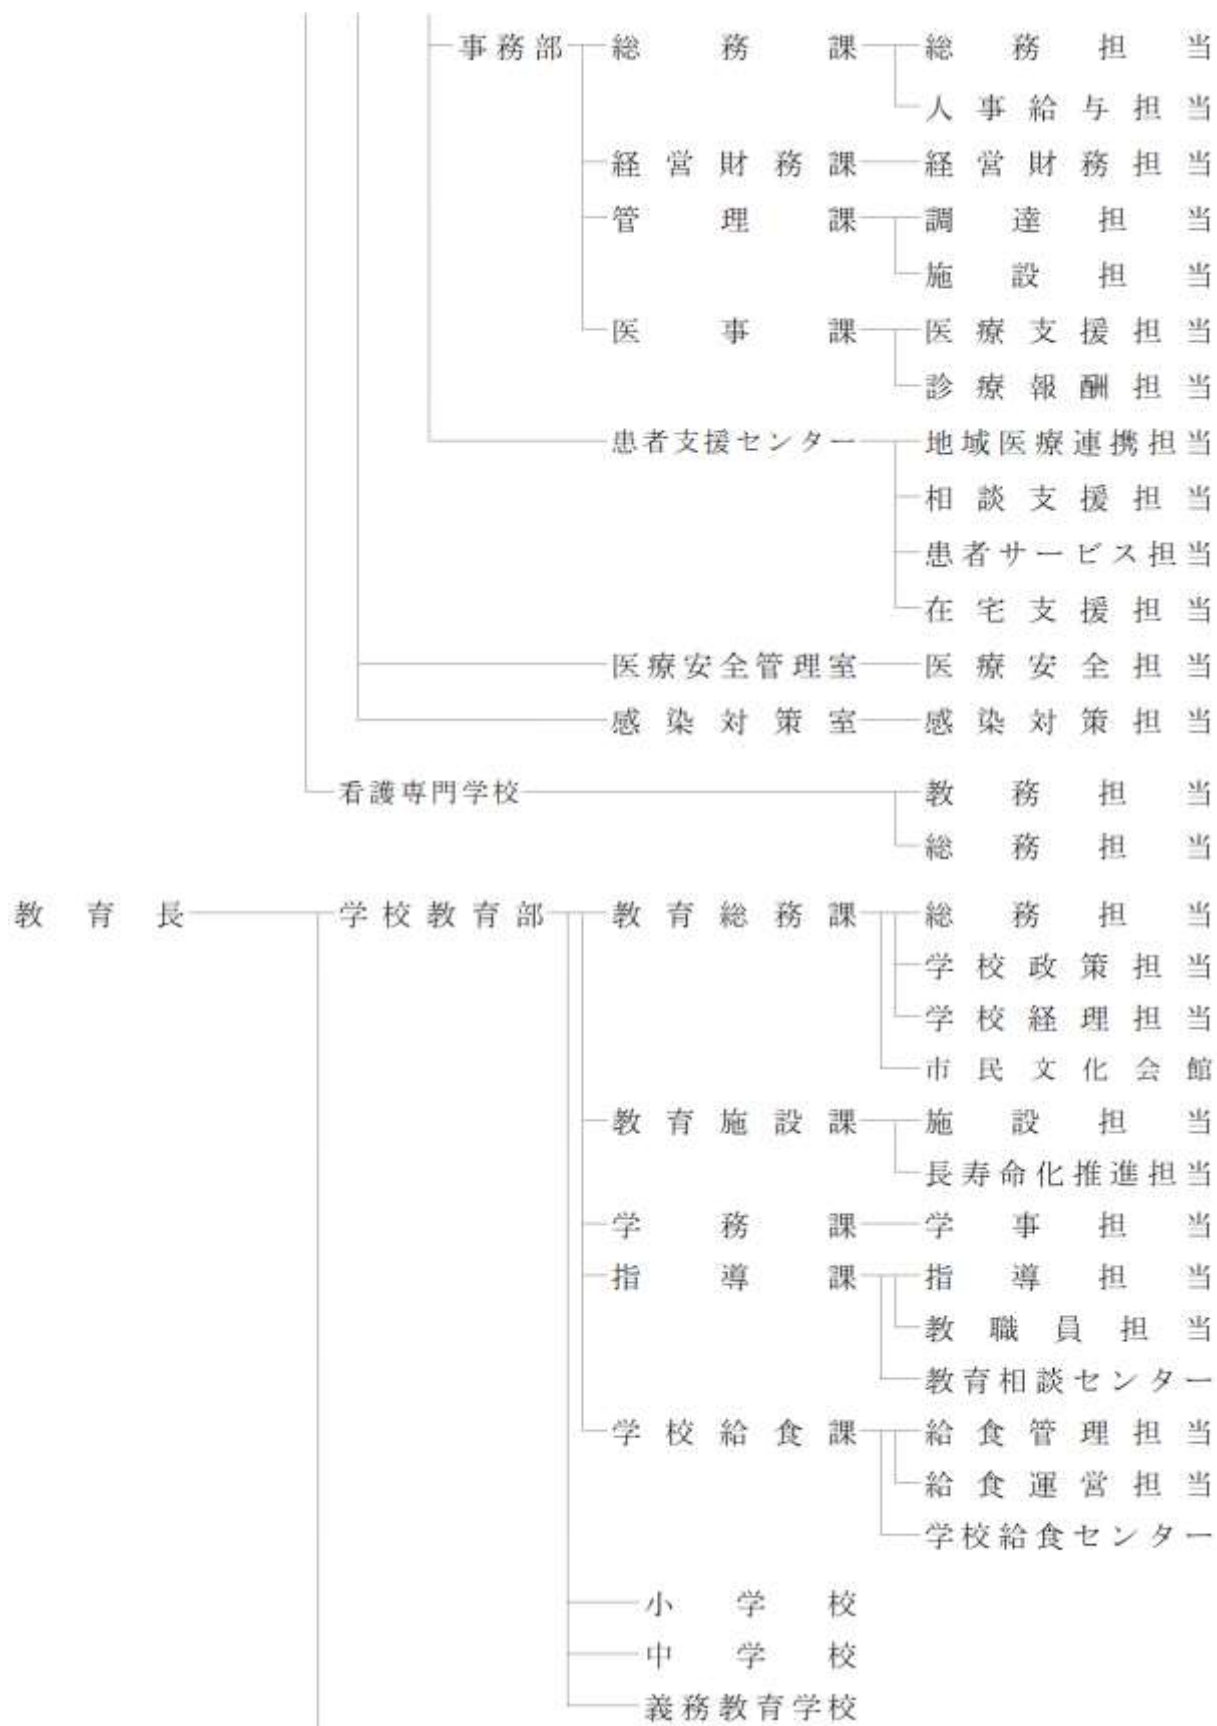 事務部 総務課 総務担当
人事給与担当
経営財務課 経営財務担当
管理課 調達担当
施設担当
医事課 医療支援担当
診療報酬担当
患者支援センター 地域医療連携担当
相談支援担当
患者サービス担当
在宅支援担当
医療安全管理室 医療安全担当
感染対策室 感染対策担当
看護専門学校 教務担当
総務担当
教育長 学校教育部 教育総務課 総務担当
学校政策担当
学校経理担当
市民文化会館
教育施設課 施設担当
長寿命化推進担当
学務課 学事担当
指導課 指導担当
教職員担当
教育相談センター
学校給食課 給食管理担当
給食運営担当
学校給食センター
小学校
中学校
義務教育学校